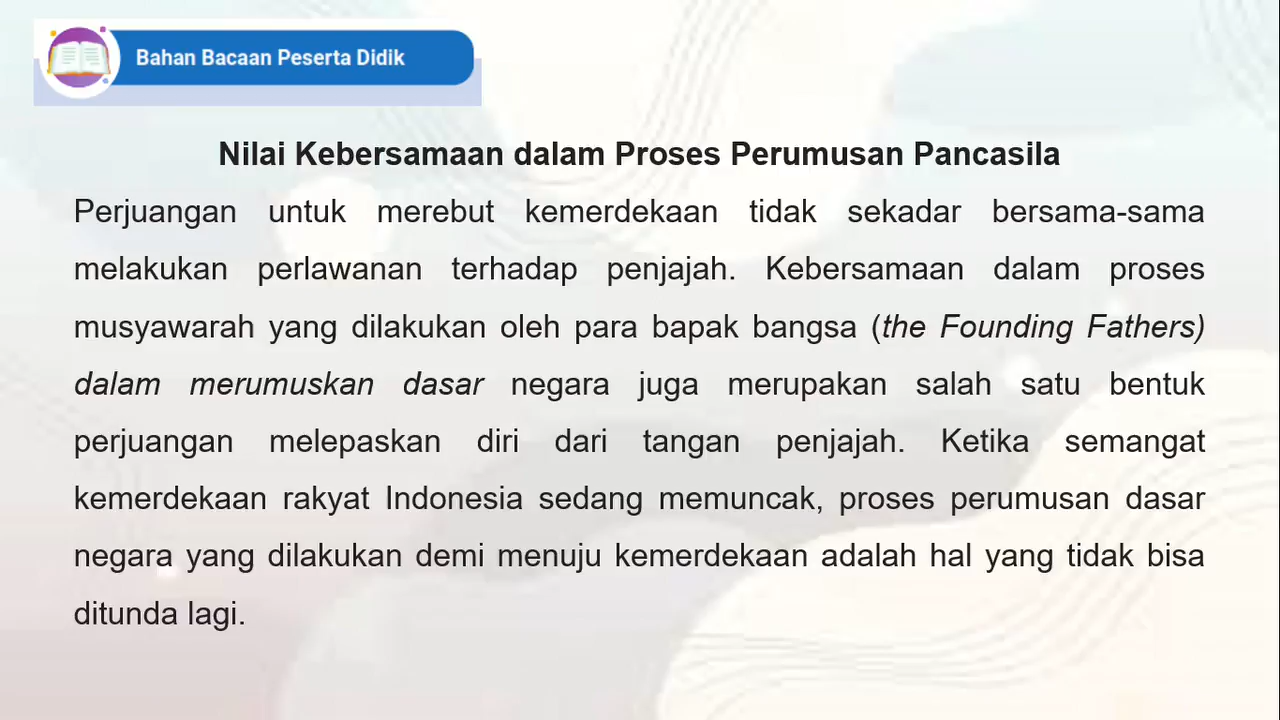 Bahan Bacaan Peserta Didik
Nilai Kebersamaan dalam Proses Perumusan Pancasila
Perjuangan untuk merebut kemerdekaan tidak sekadar bersama-sama
melakukan perlawanan terhadap penjajah. Kebersamaan dalam proses
musyawarah yang dilakukan oleh para bapak bangsa (the Founding Fathers)
dalam merumuskan dasar negara juga merupakan salah satu bentuk
perjuangan melepaskan diri dari tangan penjajah. Ketika semangat
kemerdekaan rakyat Indonesia sedang memuncak, proses perumusan dasar
negara yang dilakukan demi menuju kemerdekaan adalah hal yang tidak bisa
ditunda lagi.